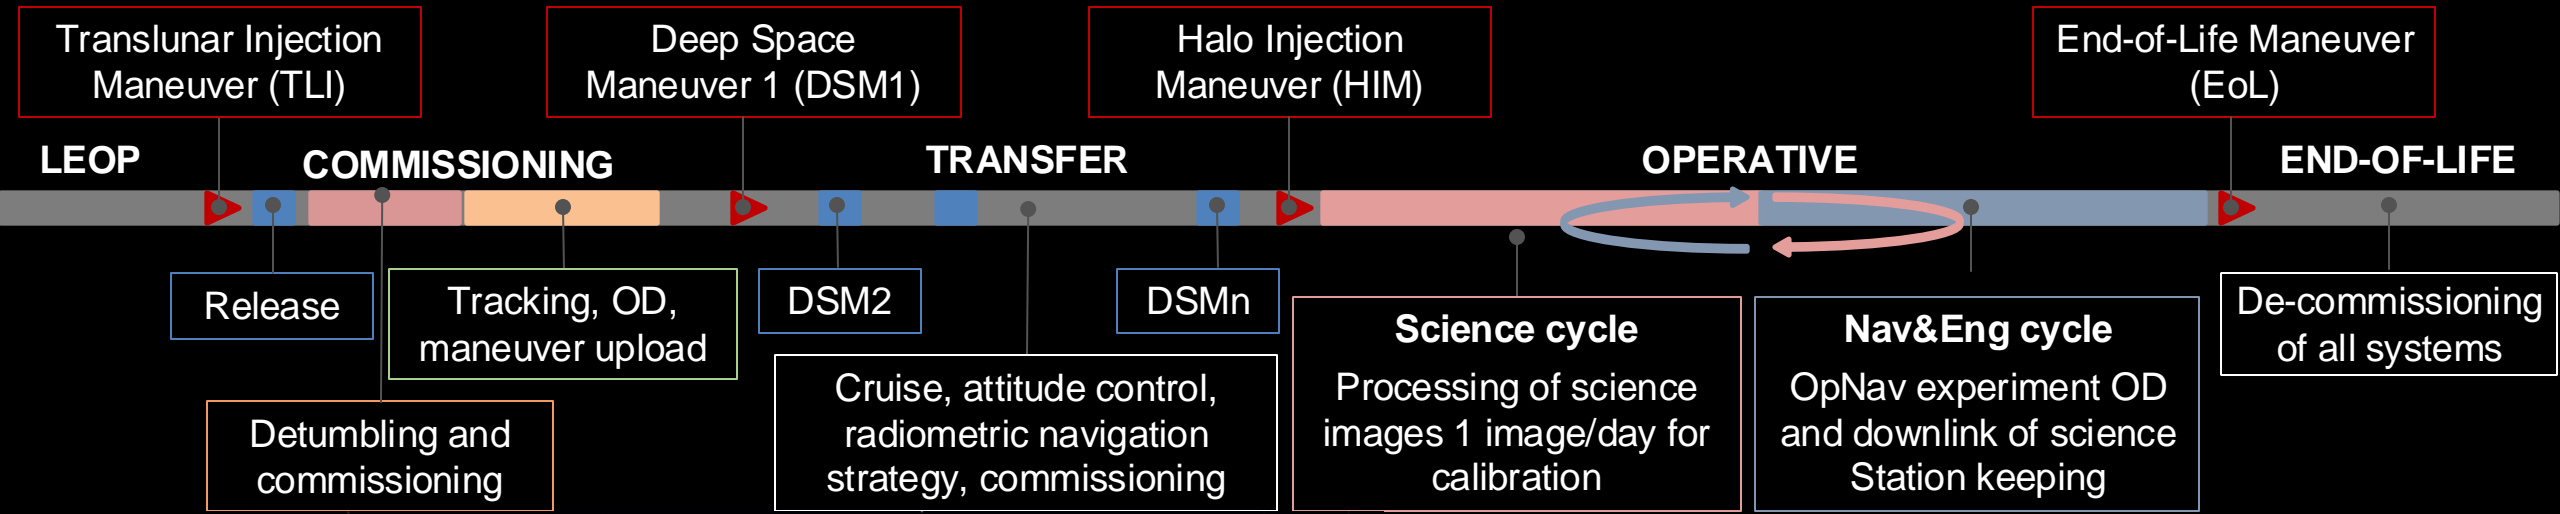 Translunar Injection
Maneuver (TLI)
Deep Space
Maneuver 1 (DSM1)
Halo Injection
Maneuver (HIM)
End-of-Life Maneuver
(EoL)
LEOP
COMMISSIONING
TRANSFER
OPERATIVE
END-OF-LIFE
Release
Tracking, OD,
maneuver upload
DSM2
DSMn
De-commissioning
of all systems
Detumbling and
commissioning
Cruise, attitude control,
radiometric navigation
strategy, commissioning
Science cycle
Processing of science
images 1 image/day for
calibration
Nav&Eng cycle
OpNav experiment OD
and downlink of science
Station keeping